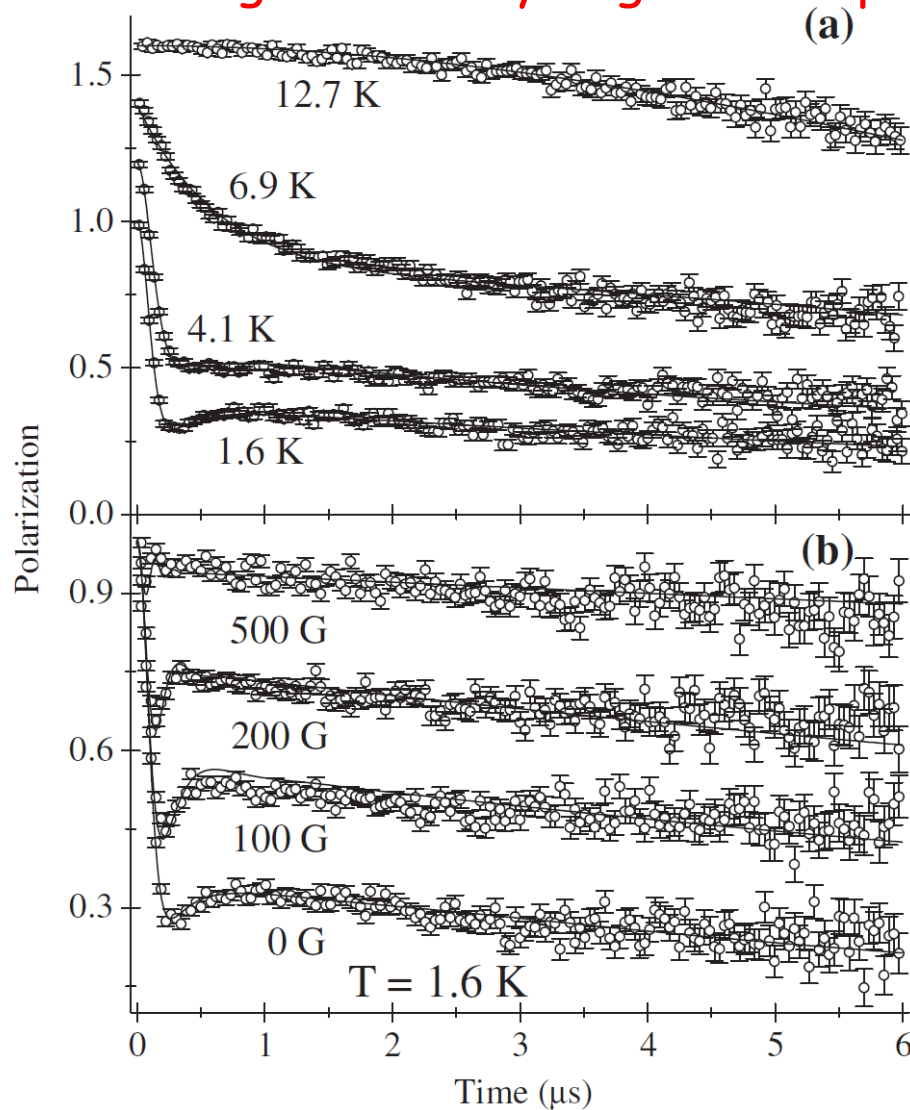 (a)
1.5
12.7 K
6.9 K
1.0
4.1 K
0.5
1.6 K
0.0
Polarization
(b)
0.9
500 G
200 G
0.6
100 G
0.3
0 G
T = 1.6 K
0 1 2 3 4 5 6
Time (μs)